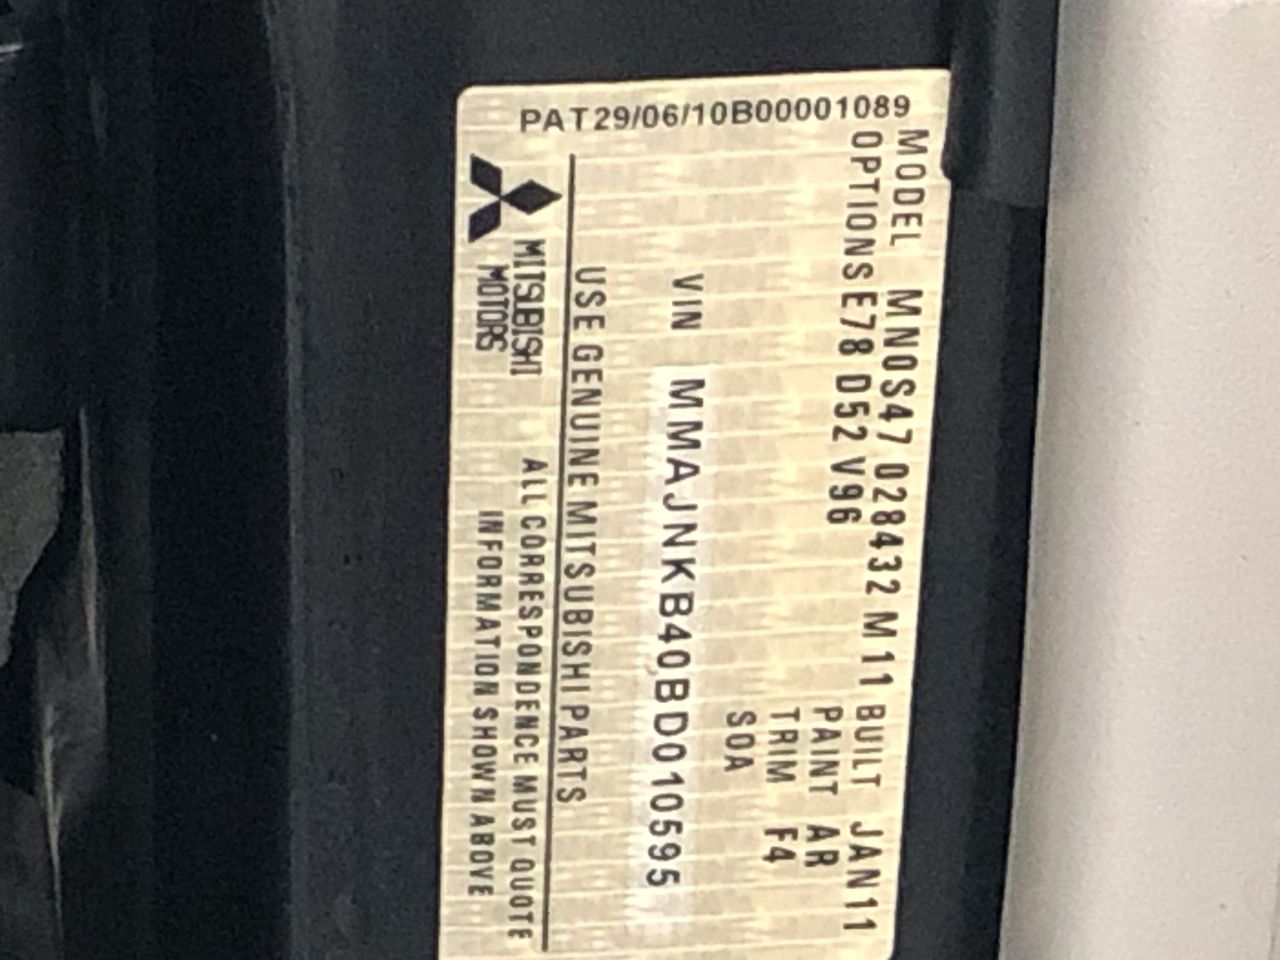 PAT29/06/10B00001089
MODEL MN0S47 028432 M11 BUILT JAN11
OPTIONS E78 D52 V96 PAINT AR
TRIM F4
SOA
VIN MMAJNKB40BD010595
USE GENUINE MITSUBISHI PARTS
MITSUBISHI MOTORS
ALL CORRESPONDENCE MUST QUOTE
INFORMATION SHOWN ABOVE